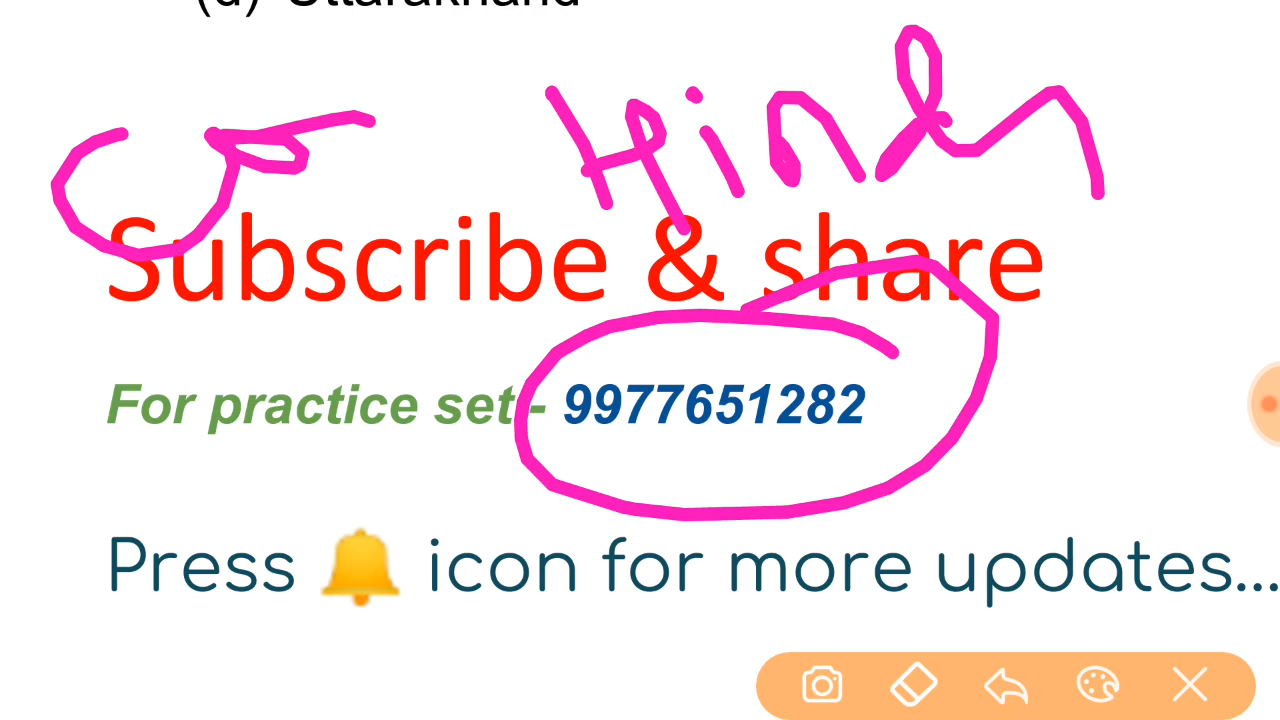 (d) Uttarakhand
Hindi
Subscribe & share
For practice set - 9977651282
Press 🔔 icon for more updates...